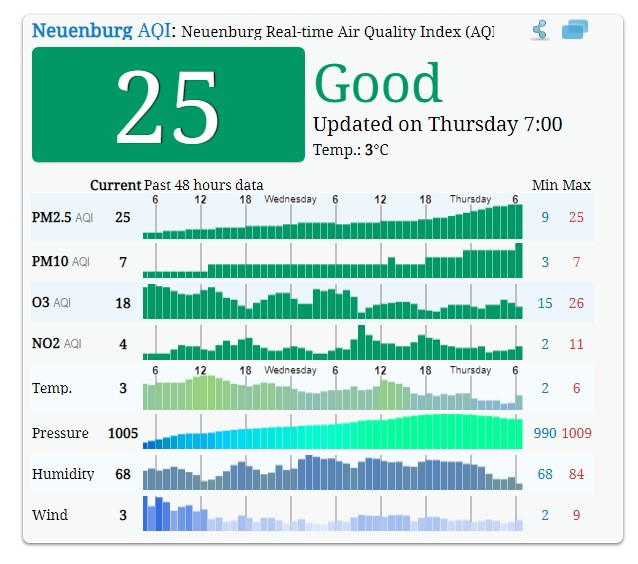 Neuenburg AQI: Neuenburg Real-time Air Quality Index (AQI
25
Good
Updated on Thursday 7:00
Temp.: 3°C
Current Past 48 hours data Min Max
6 12 18 Wednesday 6 12 18 Thursday 6
PM2.5 AQI 25 9 25
PM10 AQI 7 3 7
O3 AQI 18 15 26
NO2 AQI 4 2 11
6 12 18 Wednesday 6 12 18 Thursday 6
Temp. 3 2 6
Pressure 1005 990 1009
Humidity 68 68 84
Wind 3 2 9